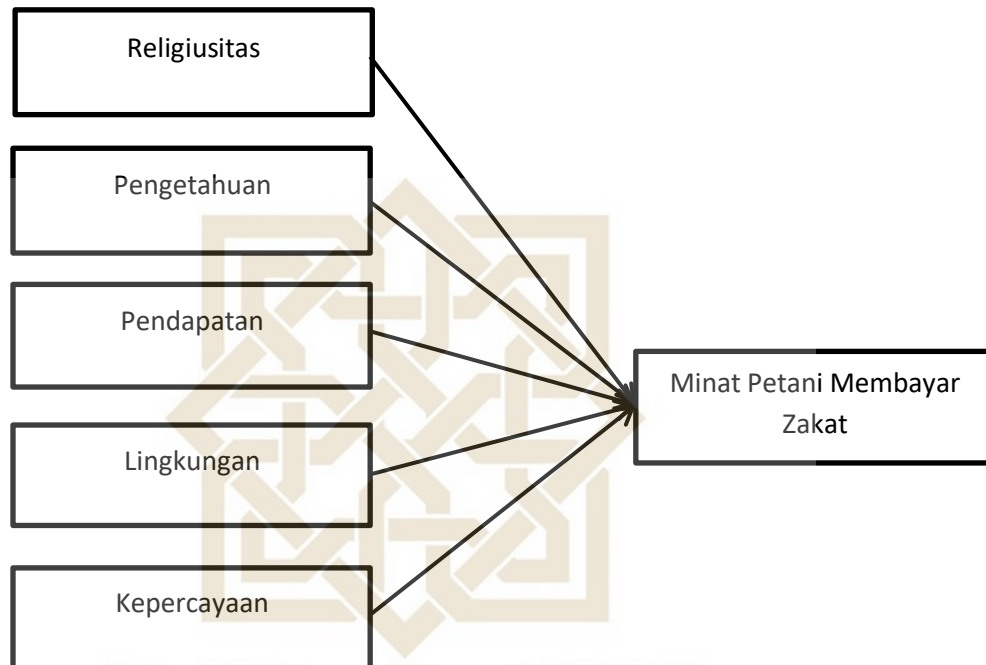 Religiusitas
Pengetahuan
Pendapatan
Lingkungan
Kepercayaan
Minat Petani Membayar
Zakat